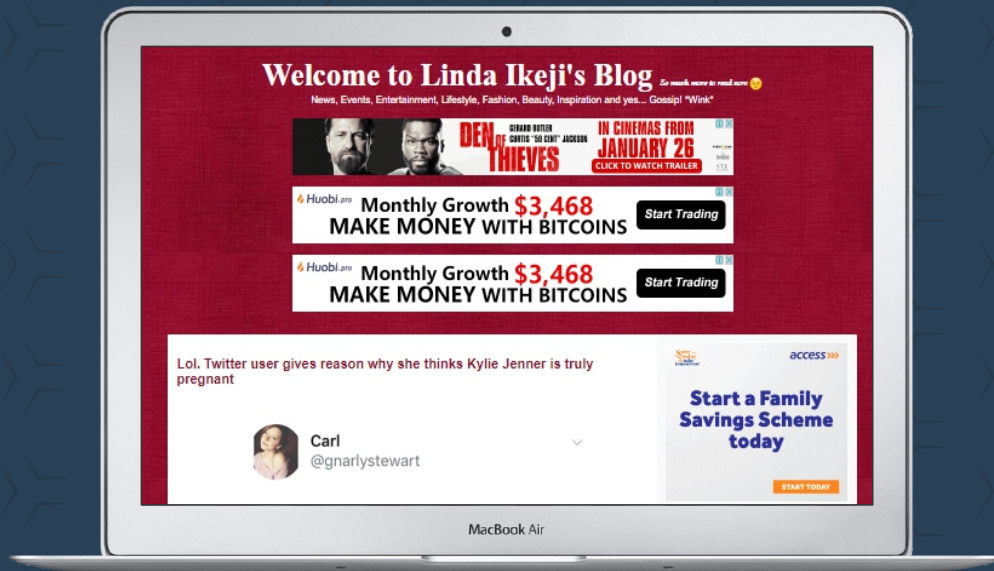 Welcome to Linda Ikeji's Blog So much more to read here
News, Events, Entertainment, Lifestyle, Fashion, Beauty, Inspiration and yes... Gossip! *Wink*
DEN OF THIEVES
GERARD BUTLER
CURTIS "50 CENT" JACKSON
IN CINEMAS FROM
JANUARY 26
CLICK TO WATCH TRAILER
Huobi.pro Monthly Growth $3,468
MAKE MONEY WITH BITCOINS
Start Trading
Huobi.pro Monthly Growth $3,468
MAKE MONEY WITH BITCOINS
Start Trading
Lol. Twitter user gives reason why she thinks Kylie Jenner is truly
pregnant
Carl
@gnarlystewart
access
Start a Family
Savings Scheme
today
START TODAY
MacBook Air